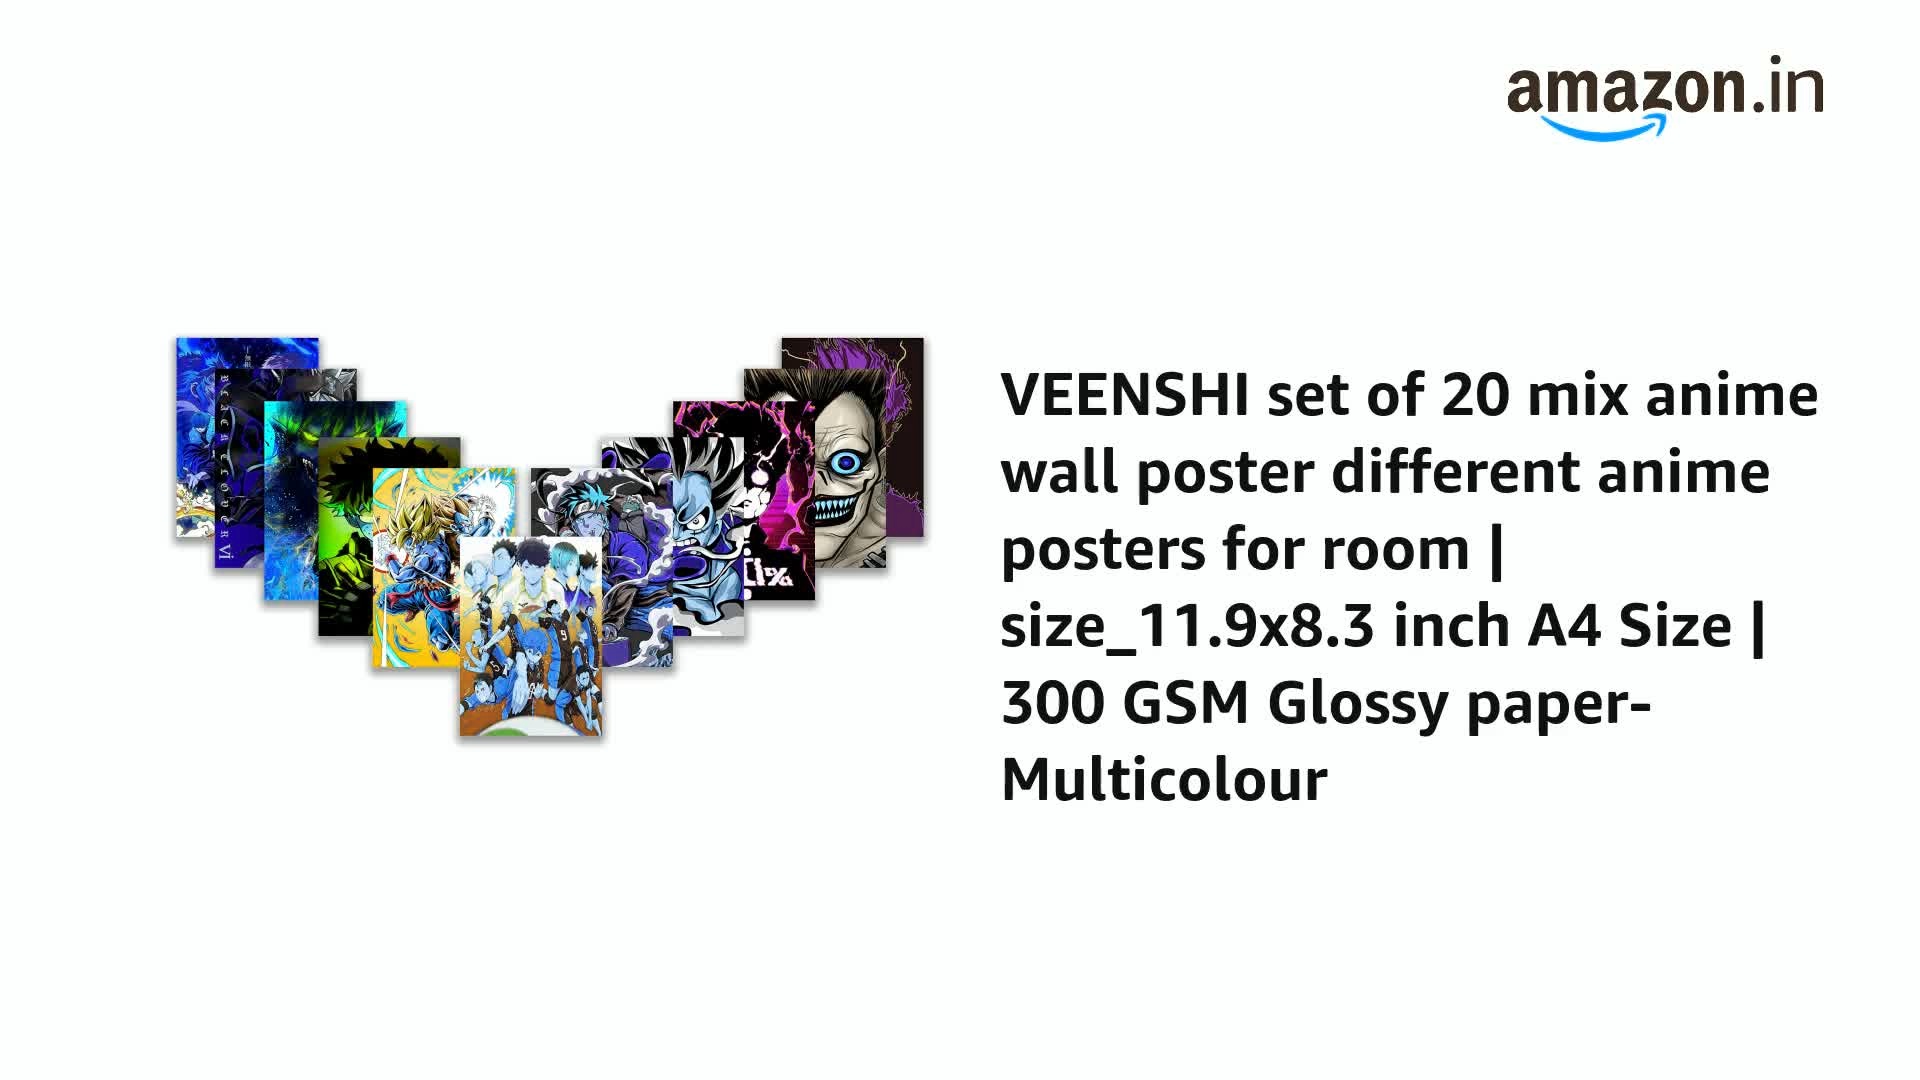 amazon.in
VEENSHI set of 20 mix anime
wall poster different anime
posters for room |
size_11.9x8.3 inch A4 Size |
300 GSM Glossy paper-
Multicolour